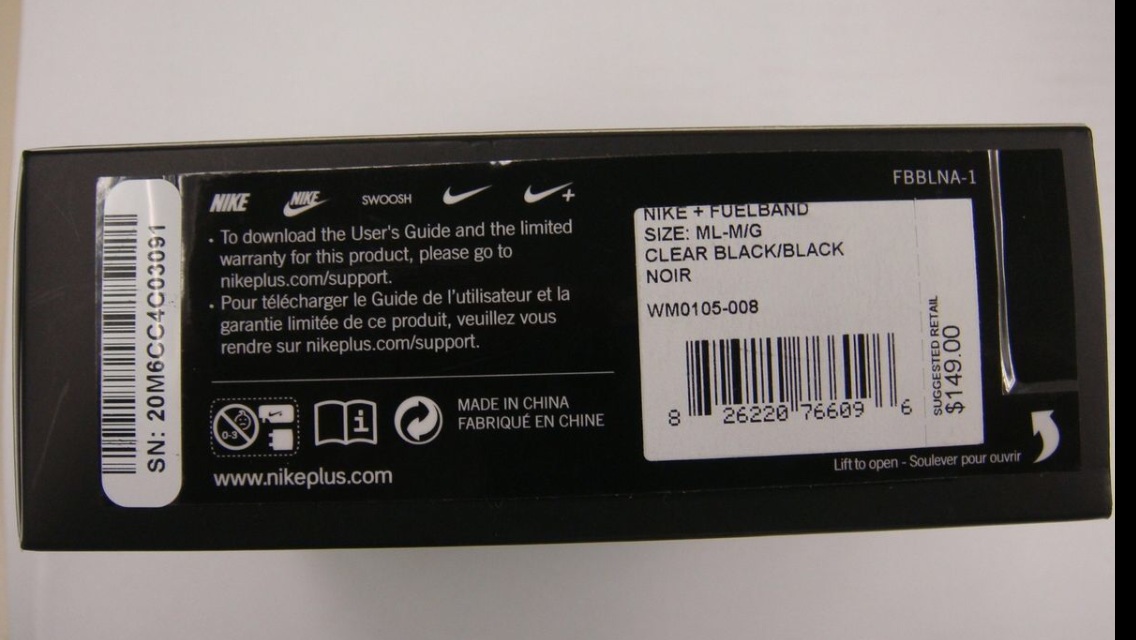 SN: 20M6CC4C03091
NIKE NIKE SWOOSH +
· To download the User's Guide and the limited
warranty for this product, please go to
nikeplus.com/support.
· Pour télécharger le Guide de l'utilisateur et la
garantie limitée de ce produit, veuillez vous
rendre sur nikeplus.com/support.
0-3
i
MADE IN CHINA
FABRIQUÉ EN CHINE
www.nikeplus.com
FBBLNA-1
NIKE + FUELBAND
SIZE: ML-M/G
CLEAR BLACK/BLACK
NOIR
WM0105-008
8 26220 76609 6
SUGGESTED RETAIL
$149.00
Lift to open - Soulever pour ouvrir